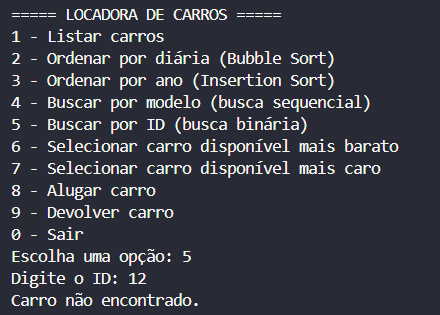 ===== LOCADORA DE CARROS =====
1 - Listar carros
2 - Ordenar por diária (Bubble Sort)
3 - Ordenar por ano (Insertion Sort)
4 - Buscar por modelo (busca sequencial)
5 - Buscar por ID (busca binária)
6 - Selecionar carro disponível mais barato
7 - Selecionar carro disponível mais caro
8 - Alugar carro
9 - Devolver carro
0 - Sair
Escolha uma opção: 5
Digite o ID: 12
Carro não encontrado.